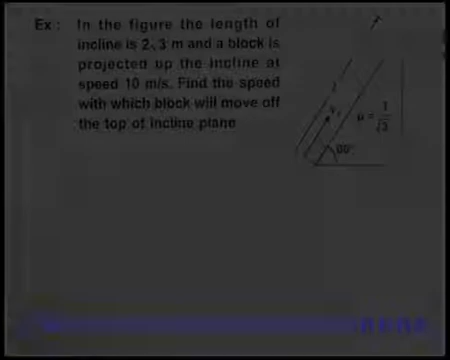 Ex : In the figure the length of
incline is 2√3 m and a block is
projected up the incline at
speed 10 m/s. Find the speed
with which block will move off
the top of incline plane
μ = 1/√3
60°